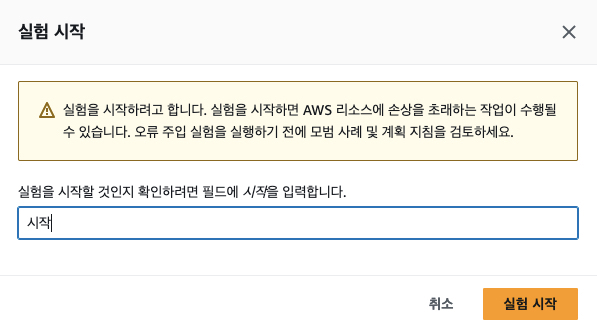 실험 시작
실험을 시작하려고 합니다. 실험을 시작하면 AWS 리소스에 손상을 초래하는 작업이 수행될
수 있습니다. 오류 주입 실험을 실행하기 전에 모범 사례 및 계획 지침을 검토하세요.
실험을 시작할 것인지 확인하려면 필드에 시작을 입력합니다.
시작
취소
실험 시작